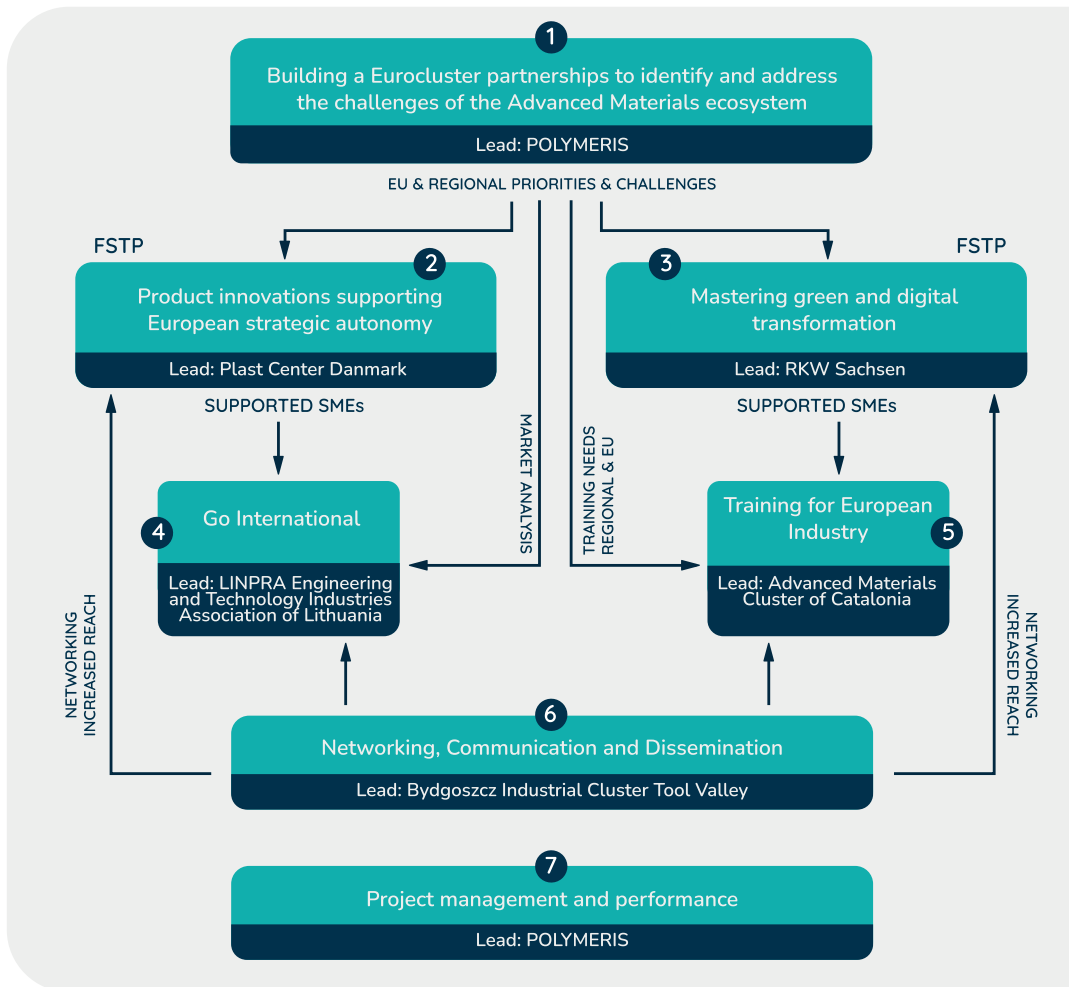 1
Building a Eurocluster partnerships to identify and address
the challenges of the Advanced Materials ecosystem
Lead: POLYMERIS
EU & REGIONAL PRIORITIES & CHALLENGES
FSTP
2
Product innovations supporting
European strategic autonomy
Lead: Plast Center Danmark
FSTP
3
Mastering green and digital
transformation
Lead: RKW Sachsen
SUPPORTED SMEs
SUPPORTED SMEs
MARKET ANALYSIS
TRAINING NEEDS
REGIONAL & EU
4
Go International
Lead: LINPRA Engineering
and Technology Industries
Association of Lithuania
Training for European
Industry
5
Lead: Advanced Materials
Cluster of Catalonia
NETWORKING
INCREASED REACH
NETWORKING
INCREASED REACH
6
Networking, Communication and Dissemination
Lead: Bydgoszcz Industrial Cluster Tool Valley
7
Project management and performance
Lead: POLYMERIS